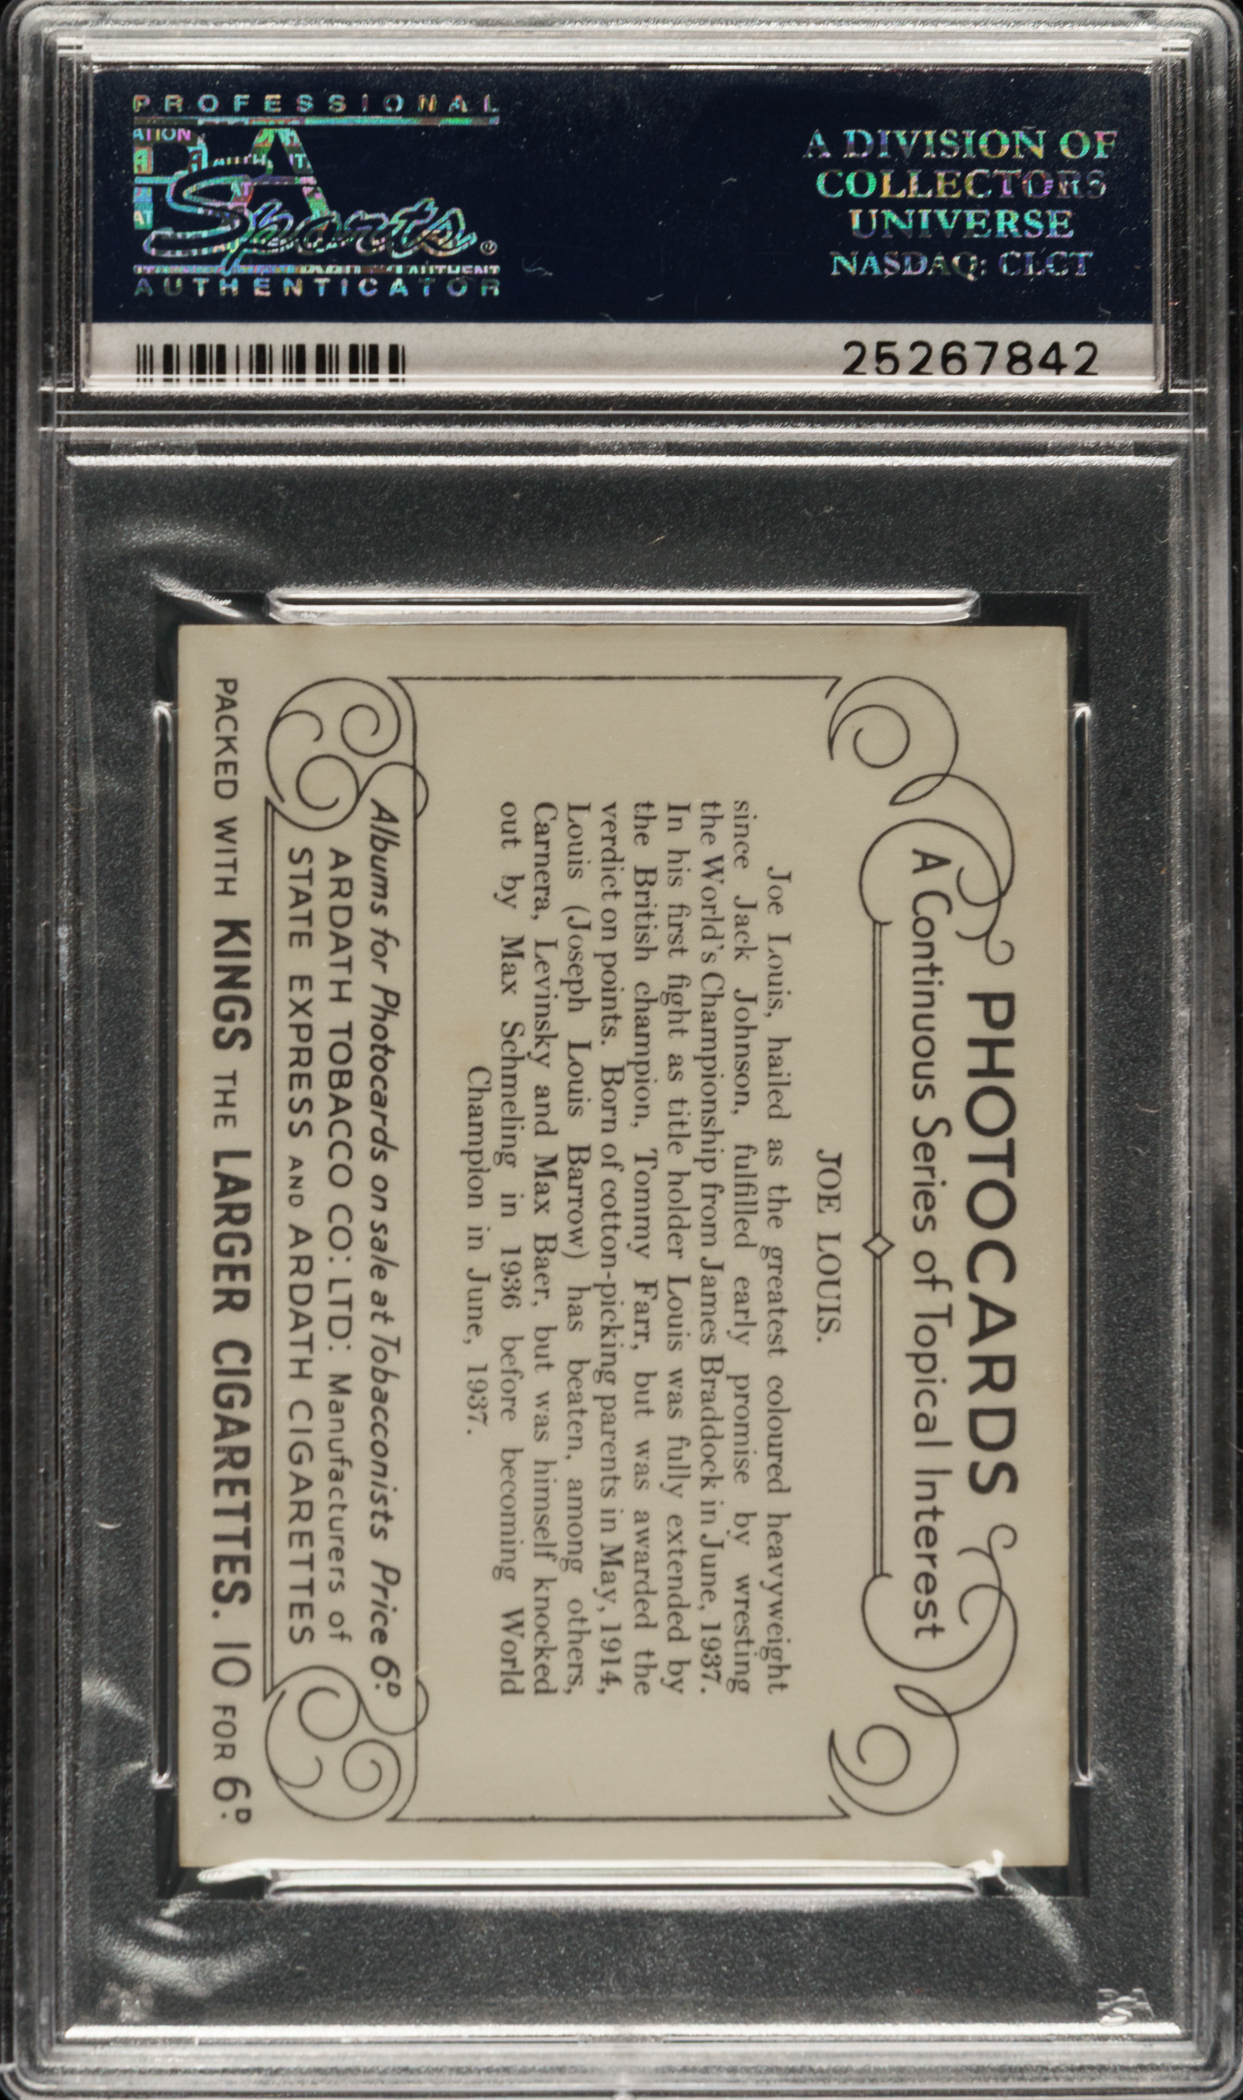 PROFESSIONAL
PSA
Sports®
AUTHENTICATOR
A DIVISION OF
COLLECTORS
UNIVERSE
NASDAQ: CLCT
25267842
PHOTOCARDS
A Continuous Series of Topical Interest
JOE LOUIS.
Joe Louis, hailed as the greatest coloured heavyweight
since Jack Johnson, fulfilled early promise by wresting
the World's Championship from James Braddock in June, 1937.
In his first fight as title holder Louis was fully extended by
the British champion, Tommy Farr, but was awarded the
verdict on points. Born of cotton-picking parents in May, 1914,
Louis (Joseph Louis Barrow) has beaten, among others,
Carnera, Levinsky and Max Baer, but was himself knocked
out by Max Schmeling in 1936 before becoming World
Champion in June, 1937.
Albums for Photocards on sale at Tobacconists Price 6D.
ARDATH TOBACCO CO: LTD: Manufacturers of
STATE EXPRESS AND ARDATH CIGARETTES
PACKED WITH KINGS THE LARGER CIGARETTES. 10 FOR 6D.